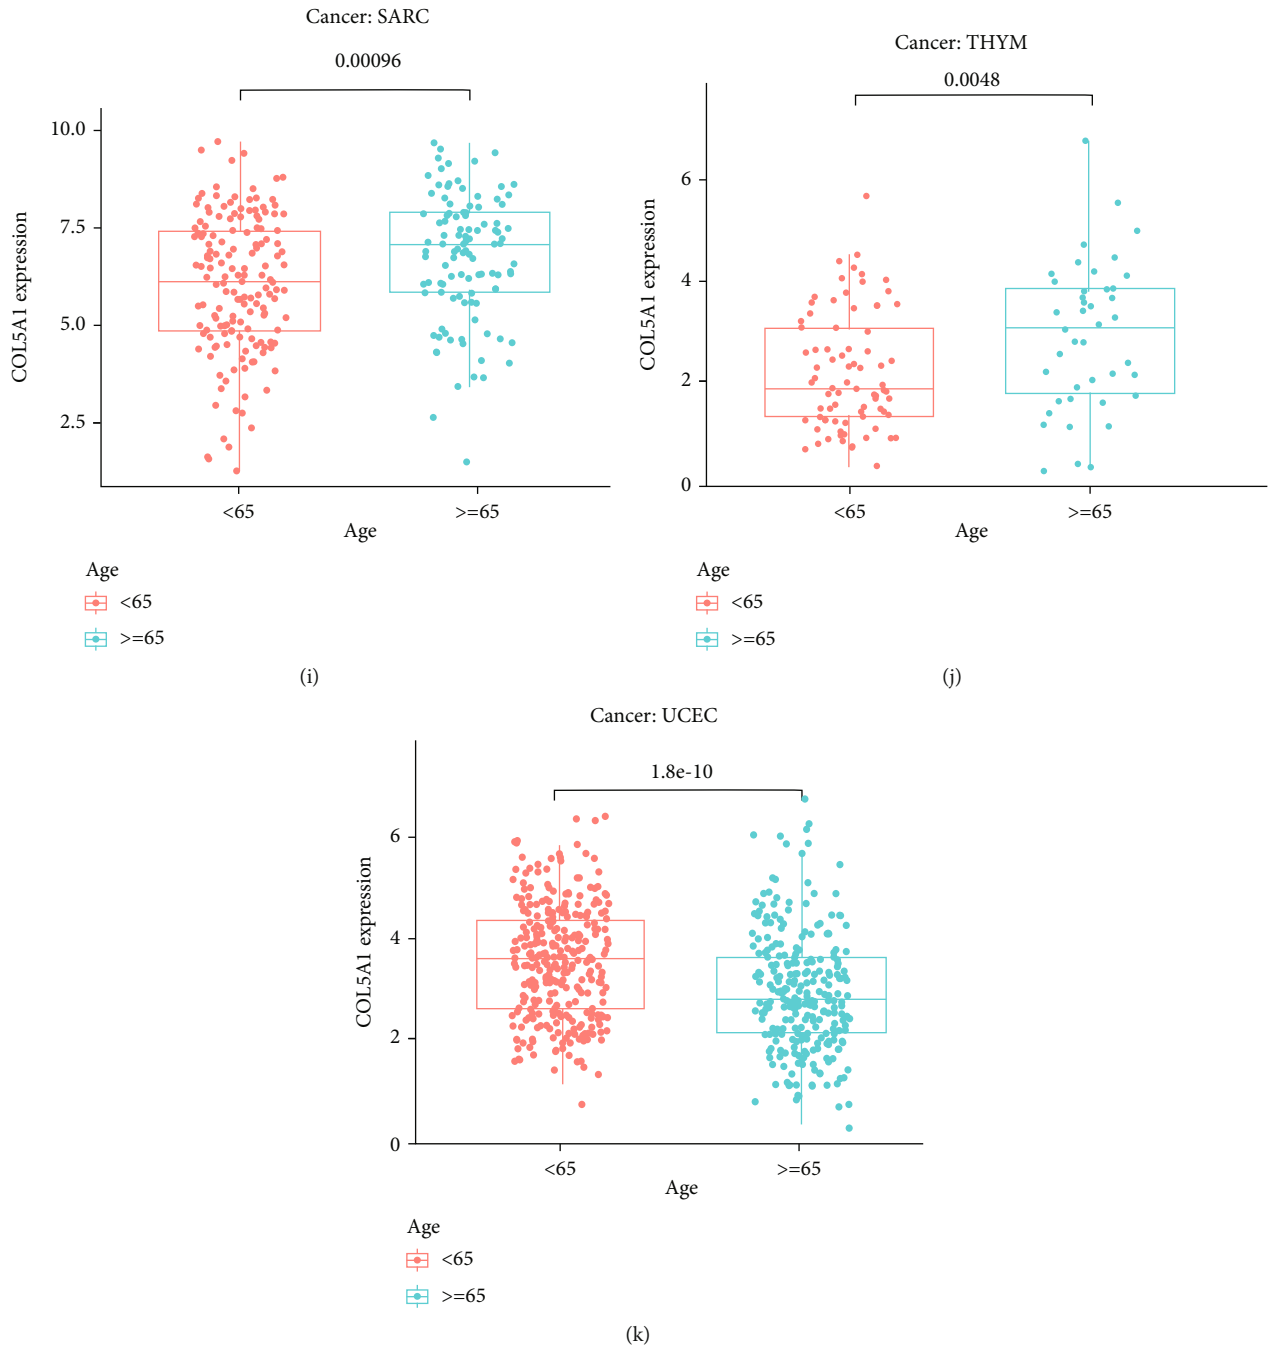 Cancer: SARC
0.00096
10.0
7.5
5.0
2.5
COL5A1 expression
<65
>=65
Age
Age
<65
>=65
(i)
Cancer: THYM
0.0048
6
4
2
0
COL5A1 expression
<65
>=65
Age
Age
<65
>=65
(j)
Cancer: UCEC
1.8e-10
6
4
2
0
COL5A1 expression
<65
>=65
Age
Age
<65
>=65
(k)